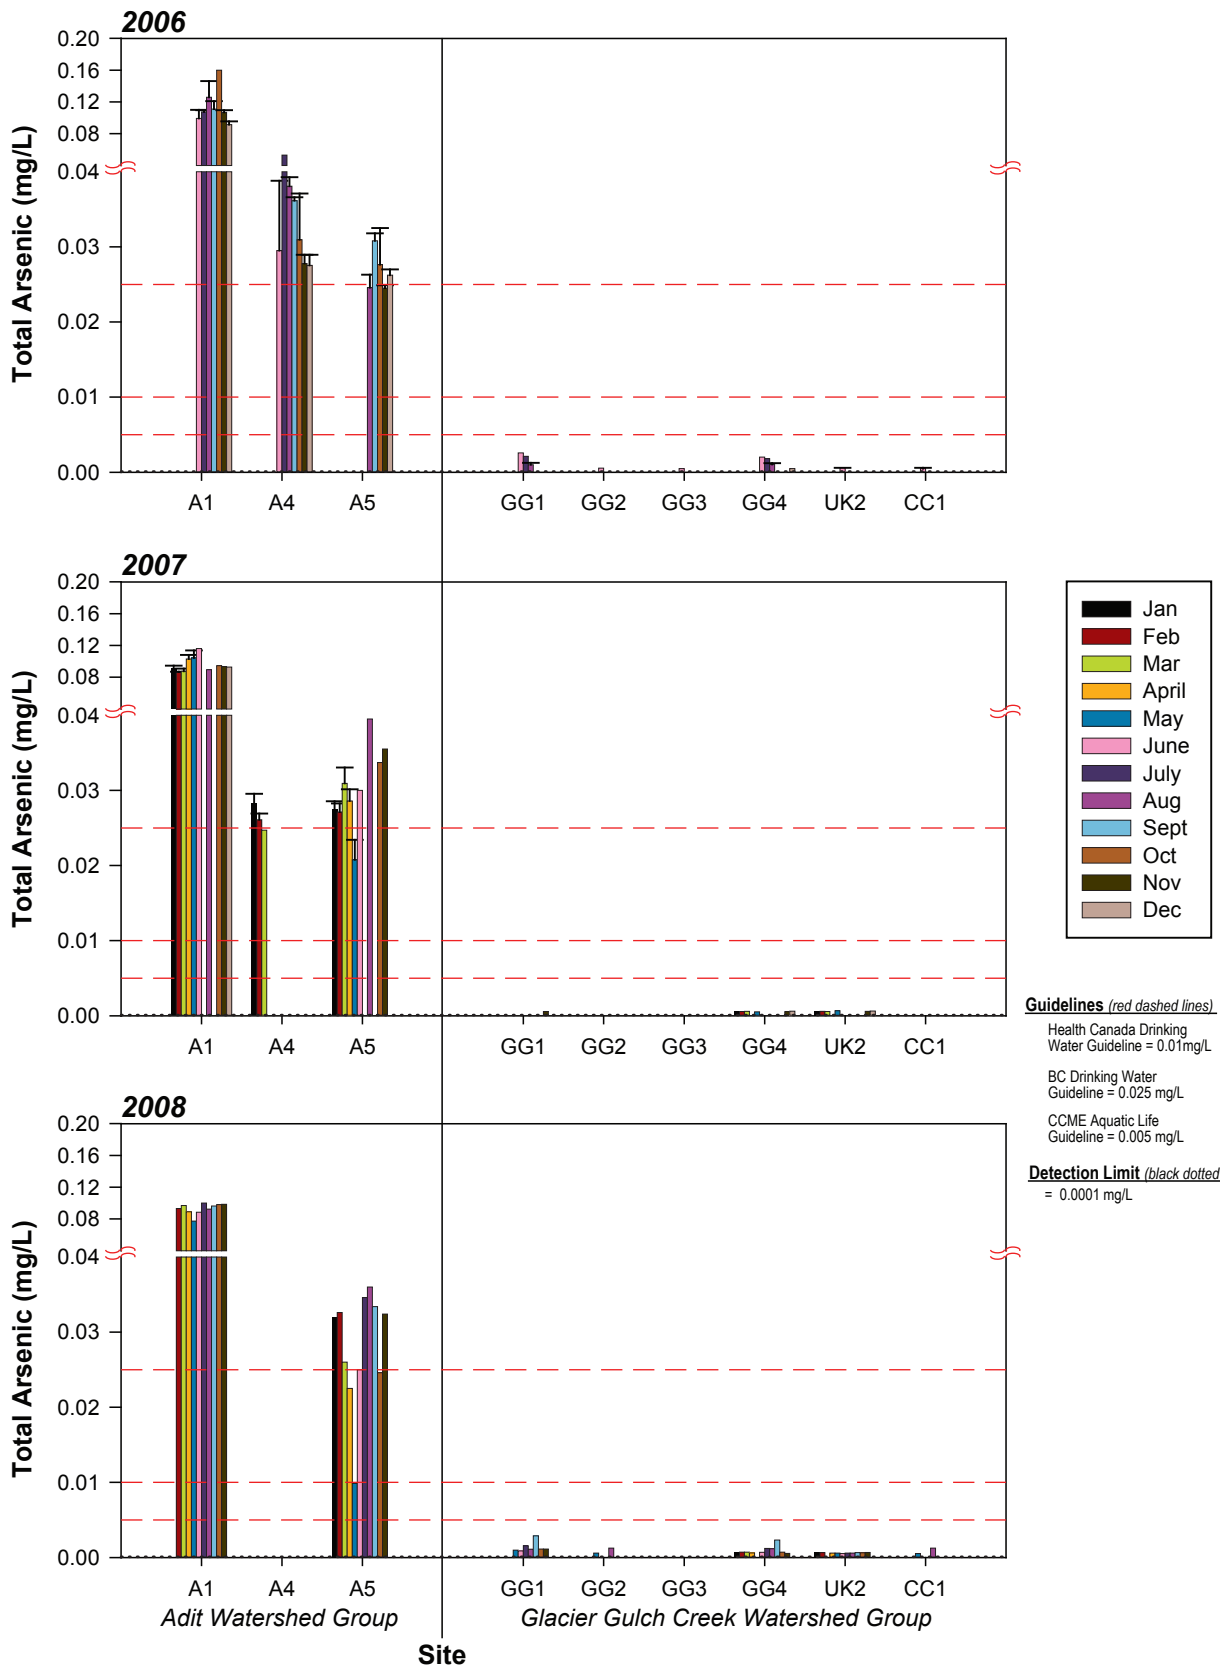 2006
0.20
0.16
0.12
0.08
0.04
0.03
0.02
0.01
0.00
Total Arsenic (mg/L)
A1 A4 A5 GG1 GG2 GG3 GG4 UK2 CC1
2007
0.20
0.16
0.12
0.08
0.04
0.03
0.02
0.01
0.00
Total Arsenic (mg/L)
A1 A4 A5 GG1 GG2 GG3 GG4 UK2 CC1
Jan
Feb
Mar
April
May
June
July
Aug
Sept
Oct
Nov
Dec
Guidelines (red dashed lines)
Health Canada Drinking
Water Guideline = 0.01mg/L
BC Drinking Water
Guideline = 0.025 mg/L
CCME Aquatic Life
Guideline = 0.005 mg/L
Detection Limit (black dotted
= 0.0001 mg/L
2008
0.20
0.16
0.12
0.08
0.04
0.03
0.02
0.01
0.00
Total Arsenic (mg/L)
A1 A4 A5 GG1 GG2 GG3 GG4 UK2 CC1
Adit Watershed Group Glacier Gulch Creek Watershed Group
Site